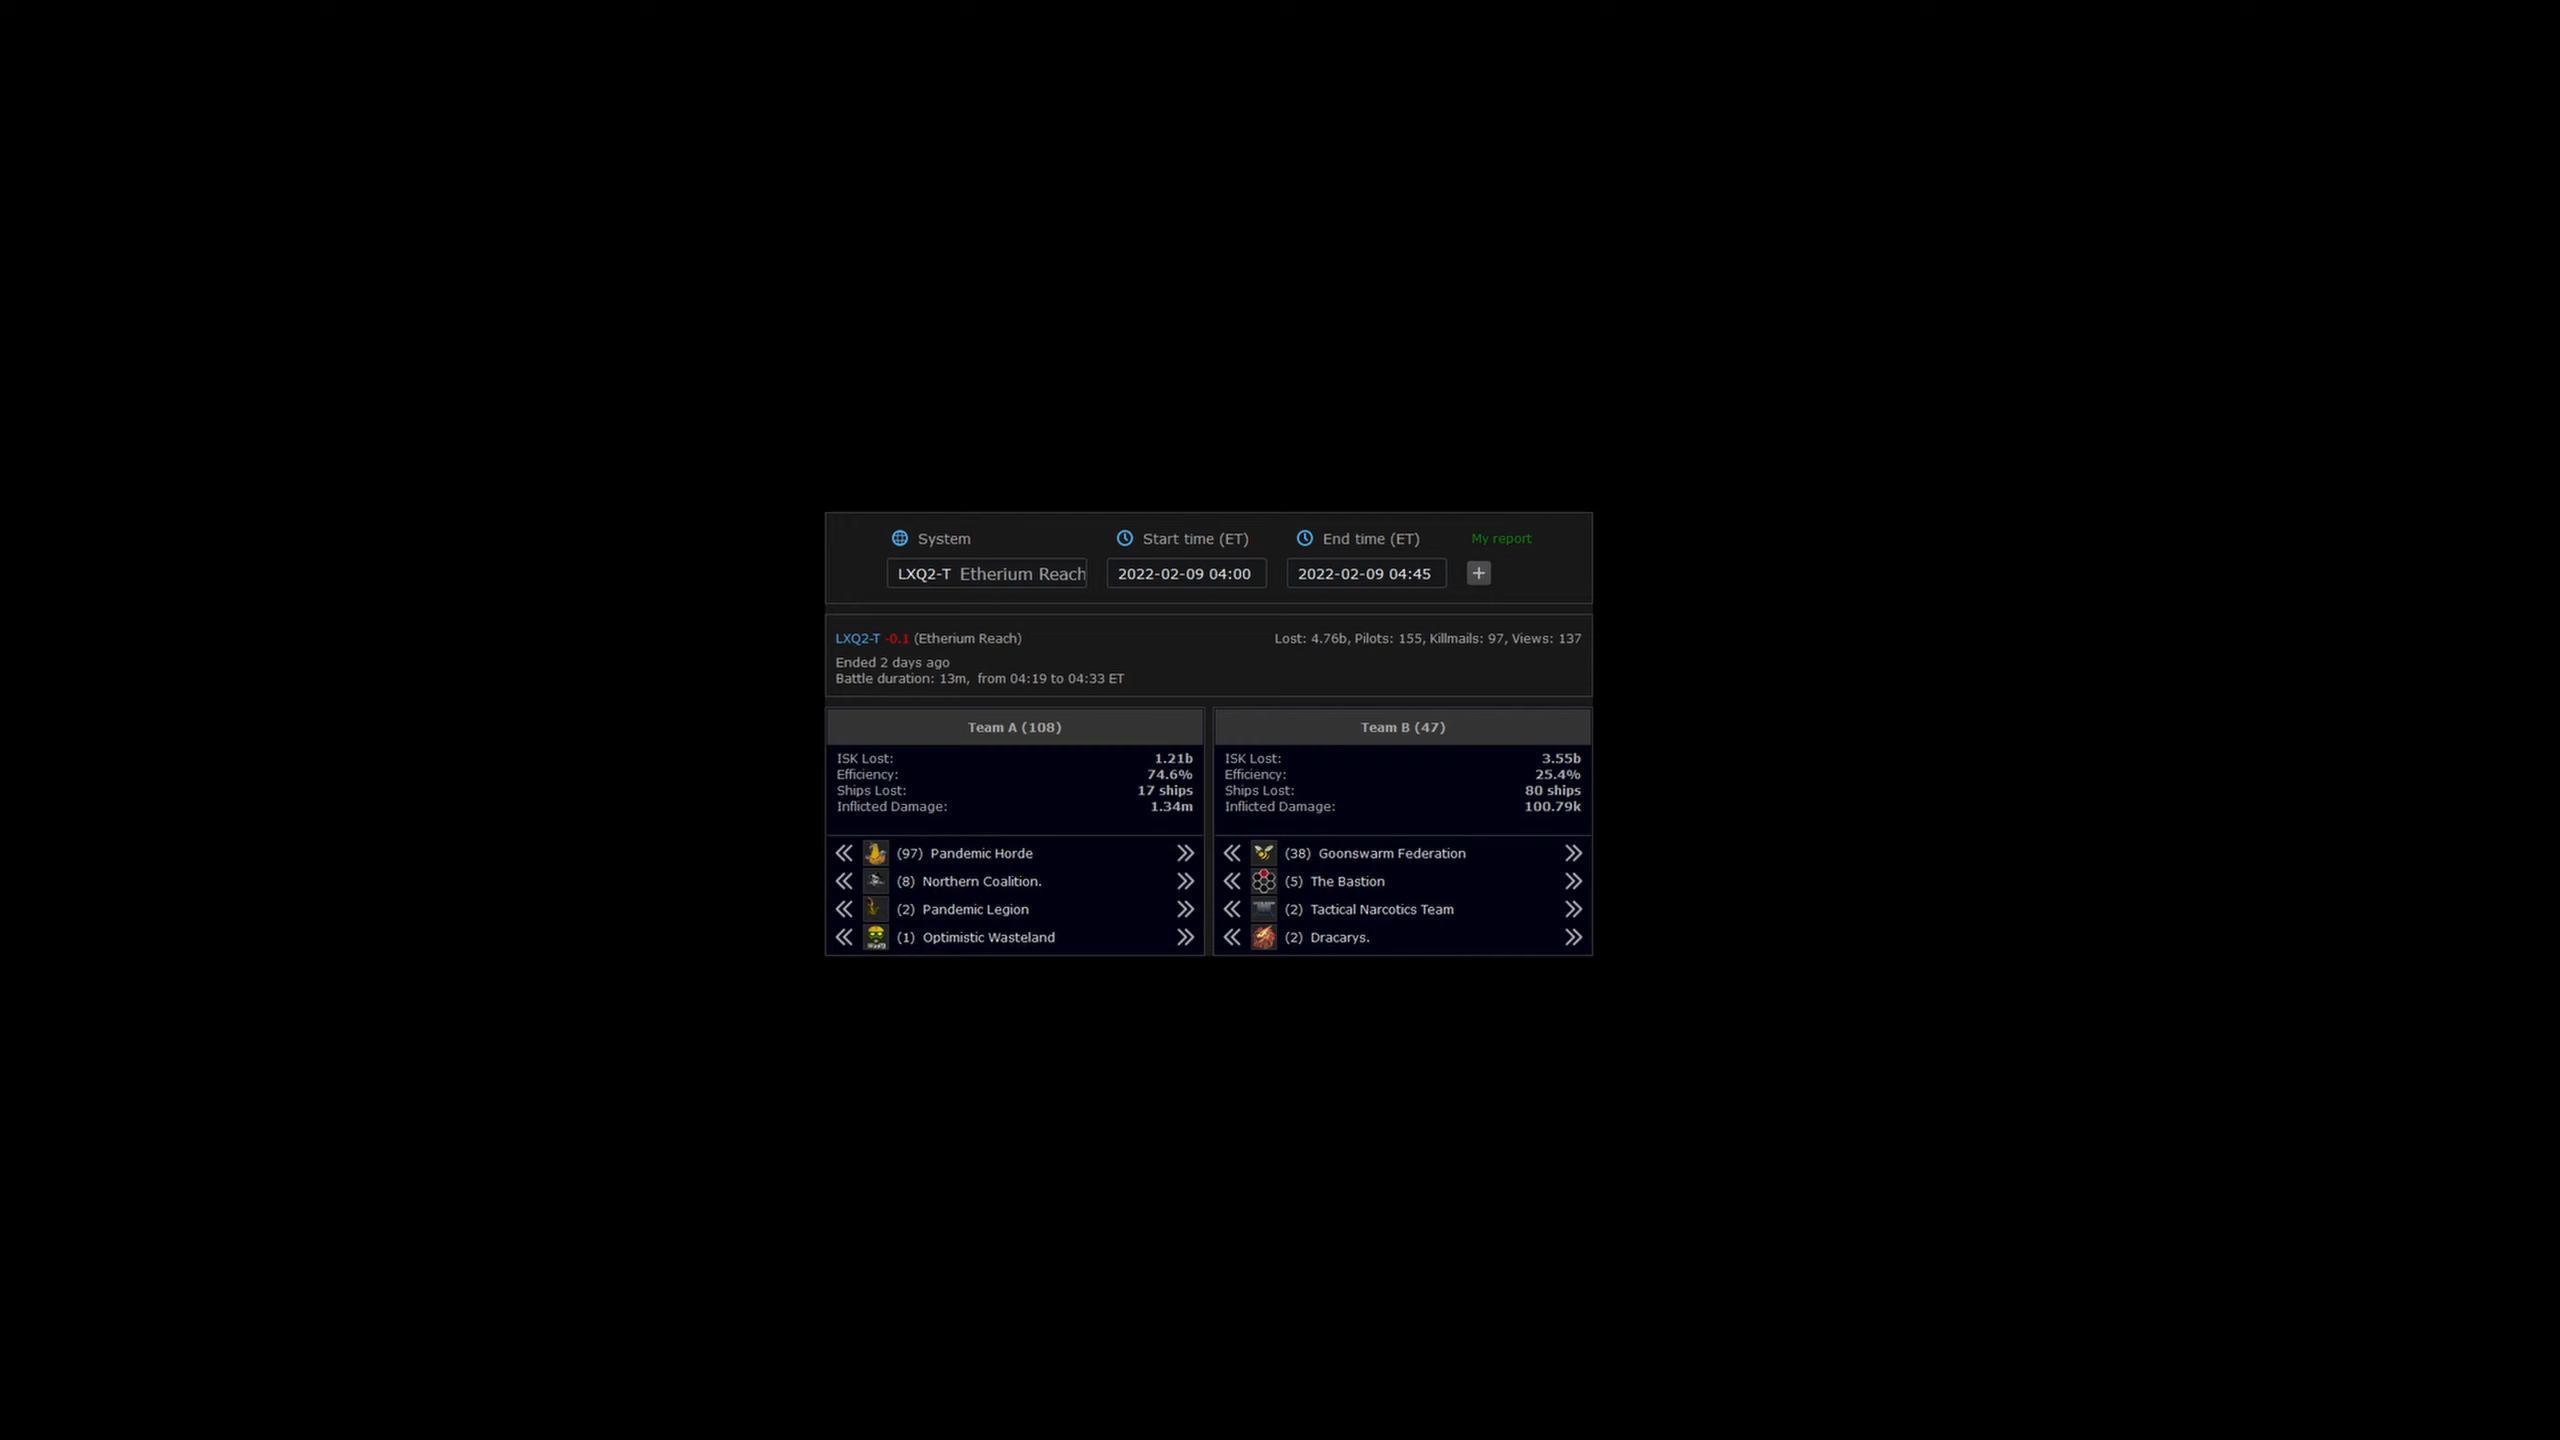 System Start time (ET) End time (ET) My report
LXQ2-T Etherium Reach 2022-02-09 04:00 2022-02-09 04:45 +
LXQ2-T -0.1 (Etherium Reach) Lost: 4.76b, Pilots: 155, Killmails: 97, Views: 137
Ended 2 days ago
Battle duration: 13m, from 04:19 to 04:33 ET
Team A (108)
ISK Lost: 1.21b
Efficiency: 74.6%
Ships Lost: 17 ships
Inflicted Damage: 1.34m
(97) Pandemic Horde
(8) Northern Coalition.
(2) Pandemic Legion
(1) Optimistic Wasteland
Team B (47)
ISK Lost: 3.55b
Efficiency: 25.4%
Ships Lost: 80 ships
Inflicted Damage: 100.79k
(38) Goonswarm Federation
(5) The Bastion
(2) Tactical Narcotics Team
(2) Dracarys.